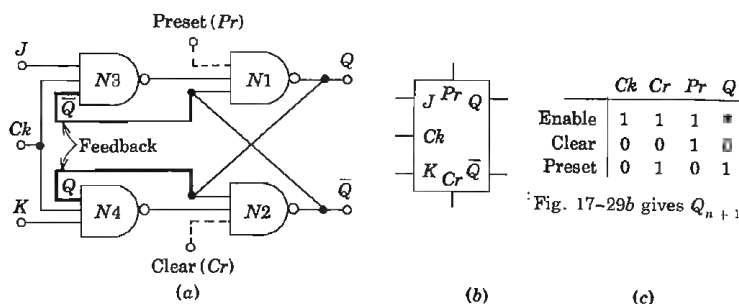 Preset (Pr)
J
N3
N1
Q
Q̅
Ck
Feedback
Q
K
N4
N2
Q̅
Clear (Cr)
(a)
J Pr Q
Ck
K Cr Q̅
(b)
Ck Cr Pr Q
Enable 1 1 1 *
Clear 0 0 1
Preset 0 1 0 1
Fig. 17-29b gives Qn + 1
(c)